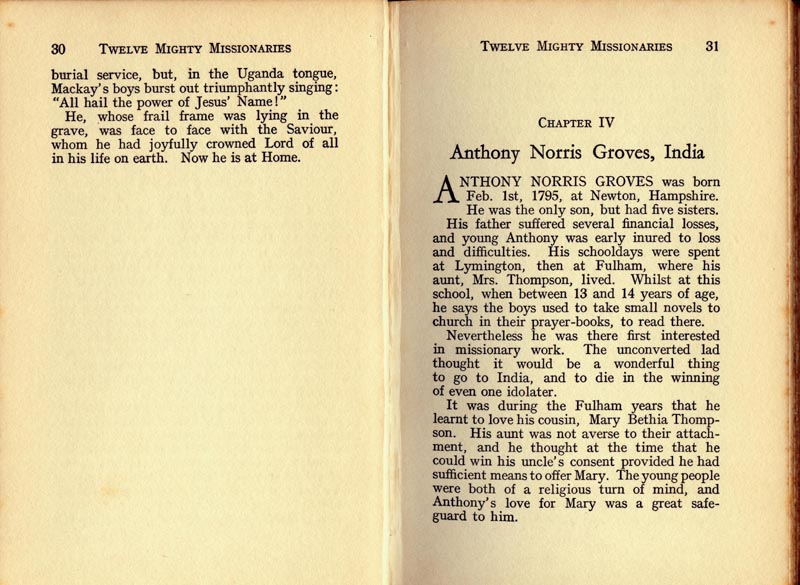 30 TWELVE MIGHTY MISSIONARIES
burial service, but, in the Uganda tongue,
Mackay's boys burst out triumphantly singing:
"All hail the power of Jesus' Name!"
He, whose frail frame was lying in the
grave, was face to face with the Saviour,
whom he had joyfully crowned Lord of all
in his life on earth. Now he is at Home.
TWELVE MIGHTY MISSIONARIES 31
CHAPTER IV
Anthony Norris Groves, India
ANTHONY NORRIS GROVES was born
Feb. 1st, 1795, at Newton, Hampshire.
He was the only son, but had five sisters.
His father suffered several financial losses,
and young Anthony was early inured to loss
and difficulties. His schooldays were spent
at Lymington, then at Fulham, where his
aunt, Mrs. Thompson, lived. Whilst at this
school, when between 13 and 14 years of age,
he says the boys used to take small novels to
church in their prayer-books, to read there.
Nevertheless he was there first interested
in missionary work. The unconverted lad
thought it would be a wonderful thing
to go to India, and to die in the winning
of even one idolater.
It was during the Fulham years that he
learnt to love his cousin, Mary Bethia Thomp-
son. His aunt was not averse to their attach-
ment, and he thought at the time that he
could win his uncle's consent provided he had
sufficient means to offer Mary. The young people
were both of a religious turn of mind, and
Anthony's love for Mary was a great safe-
guard to him.